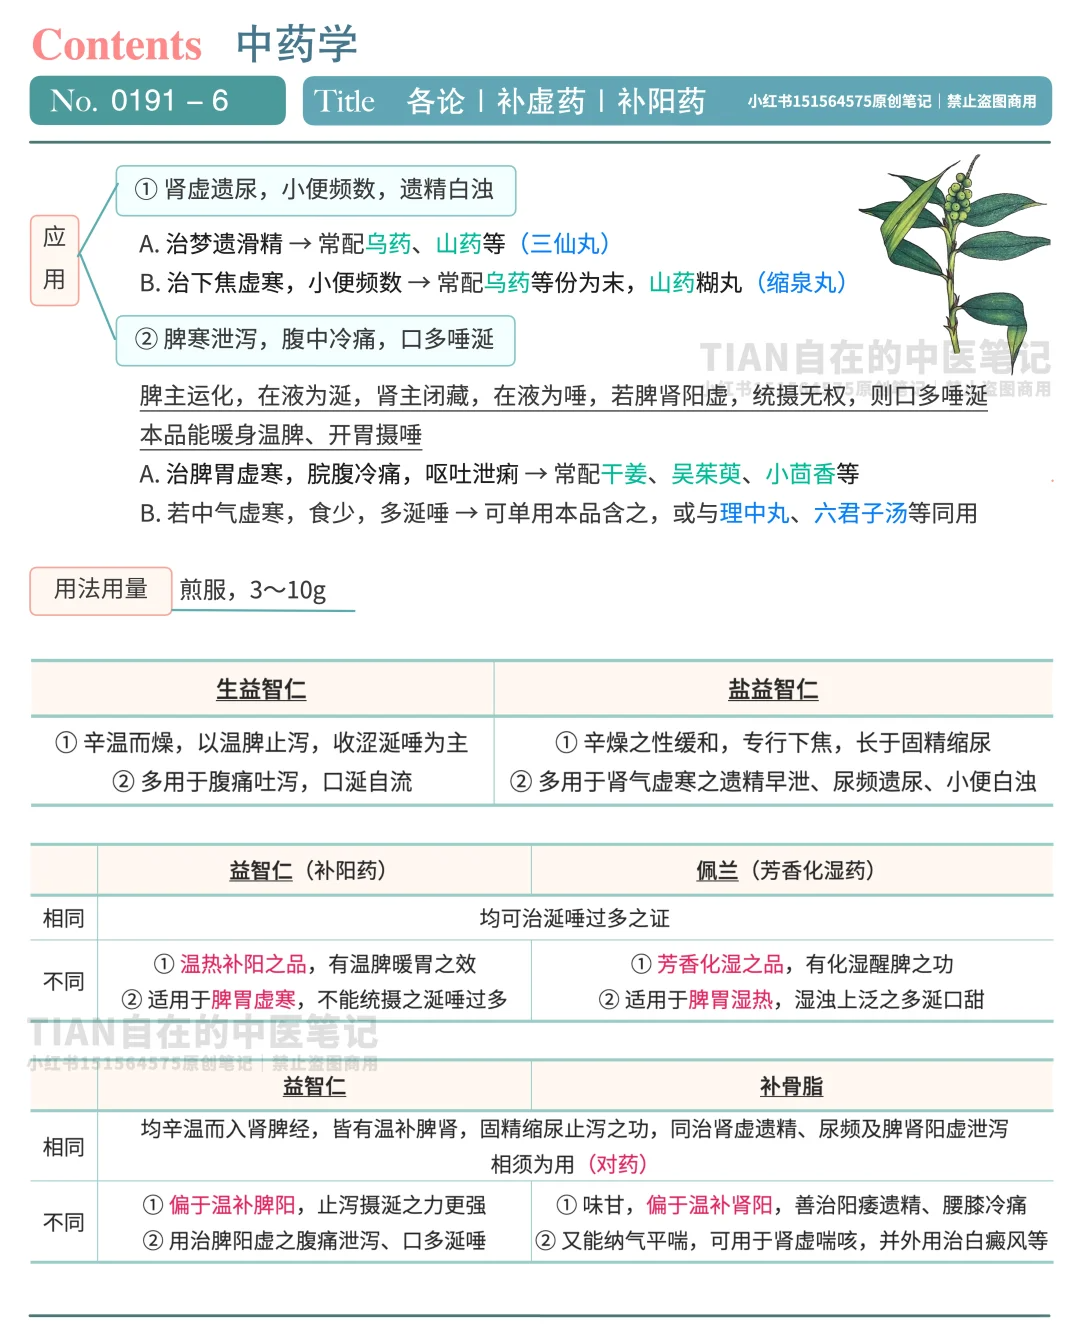 Contents 中药学
No. 0191 – 6
Title 各论丨补虚药丨补阳药 小红书151564575原创笔记｜禁止盗图商用
应用
① 肾虚遗尿，小便频数，遗精白浊
A. 治梦遗滑精 → 常配乌药、山药等（三仙丸）
B. 治下焦虚寒，小便频数 → 常配乌药等份为末，山药糊丸（缩泉丸）
② 脾寒泄泻，腹中冷痛，口多唾涎
TIAN自在的中医笔记
小红书151564575原创笔记｜禁止盗图商用
脾主运化，在液为涎，肾主闭藏，在液为唾，若脾肾阳虚，统摄无权，则口多唾涎
本品能暖身温脾、开胃摄唾
A. 治脾胃虚寒，脘腹冷痛，呕吐泄痢 → 常配干姜、吴茱萸、小茴香等
B. 若中气虚寒，食少，多涎唾 → 可单用本品含之，或与理中丸、六君子汤等同用
用法用量 煎服，3～10g
生益智仁 盐益智仁
① 辛温而燥，以温脾止泻，收涩涎唾为主 ① 辛燥之性缓和，专行下焦，长于固精缩尿
② 多用于腹痛吐泻，口涎自流 ② 多用于肾气虚寒之遗精早泄、尿频遗尿、小便白浊
益智仁（补阳药） 佩兰（芳香化湿药）
相同 均可治涎唾过多之证
不同 ① 温热补阳之品，有温脾暖胃之效 ① 芳香化湿之品，有化湿醒脾之功
② 适用于脾胃虚寒，不能统摄之涎唾过多 ② 适用于脾胃湿热，湿浊上泛之多涎口甜
TIAN自在的中医笔记
小红书151564575原创笔记｜禁止盗图商用
益智仁 补骨脂
相同 均辛温而入肾脾经，皆有温补脾肾，固精缩尿止泻之功，同治肾虚遗精、尿频及脾肾阳虚泄泻
相须为用（对药）
不同 ① 偏于温补脾阳，止泻摄涎之力更强 ① 味甘，偏于温补肾阳，善治阳痿遗精、腰膝冷痛
② 用治脾阳虚之腹痛泄泻、口多涎唾 ② 又能纳气平喘，可用于肾虚喘咳，并外用治白癜风等